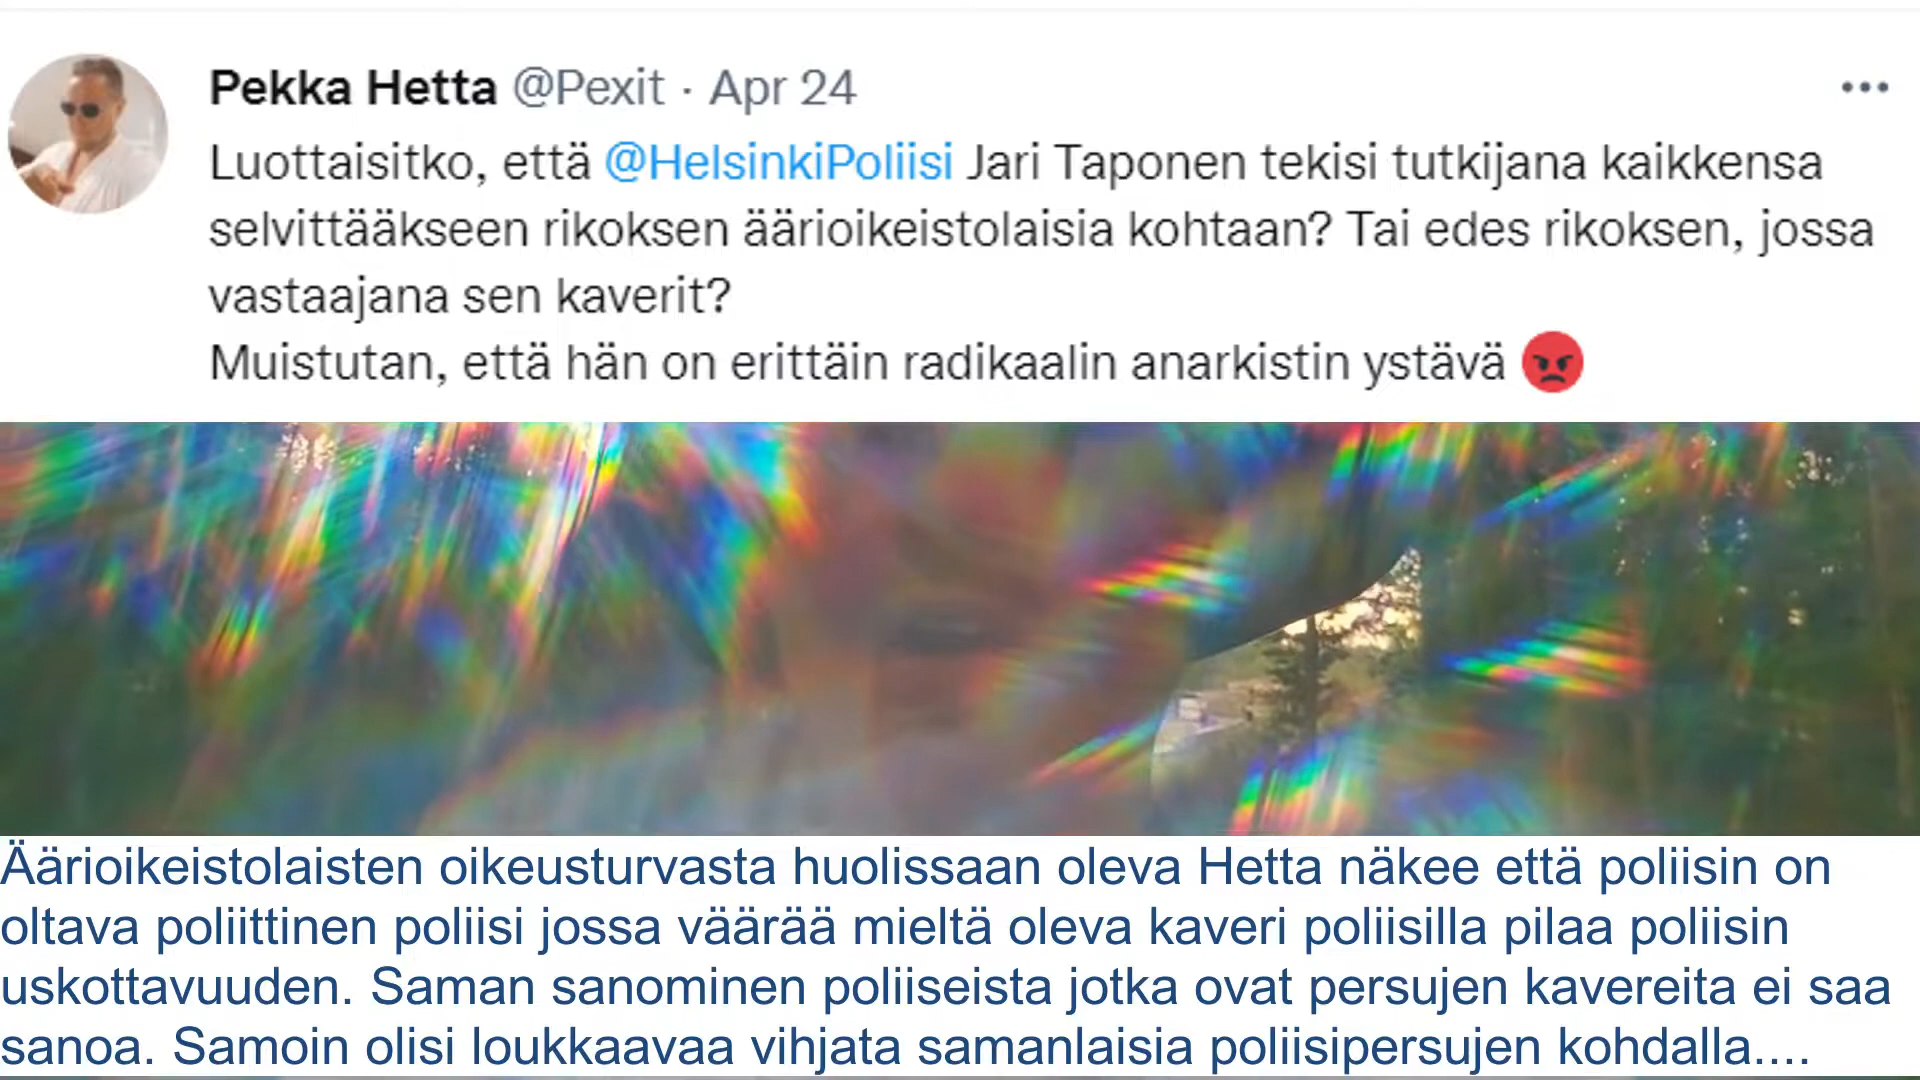 Pekka Hetta @Pexit · Apr 24
Luottaisitko, että @HelsinkiPoliisi Jari Taponen tekisi tutkijana kaikkensa
selvittääkseen rikoksen äärioikeistolaisia kohtaan? Tai edes rikoksen, jossa
vastaajana sen kaverit?
Muistutan, että hän on erittäin radikaalin anarkistin ystävä 😡
Äärioikeistolaisten oikeusturvasta huolissaan oleva Hetta näkee että poliisin on
oltava poliittinen poliisi jossa väärää mieltä oleva kaveri poliisilla pilaa poliisin
uskottavuuden. Saman sanominen poliiseista jotka ovat persujen kavereita ei saa
sanoa. Samoin olisi loukkaavaa vihjata samanlaisia poliisipersujen kohdalla....